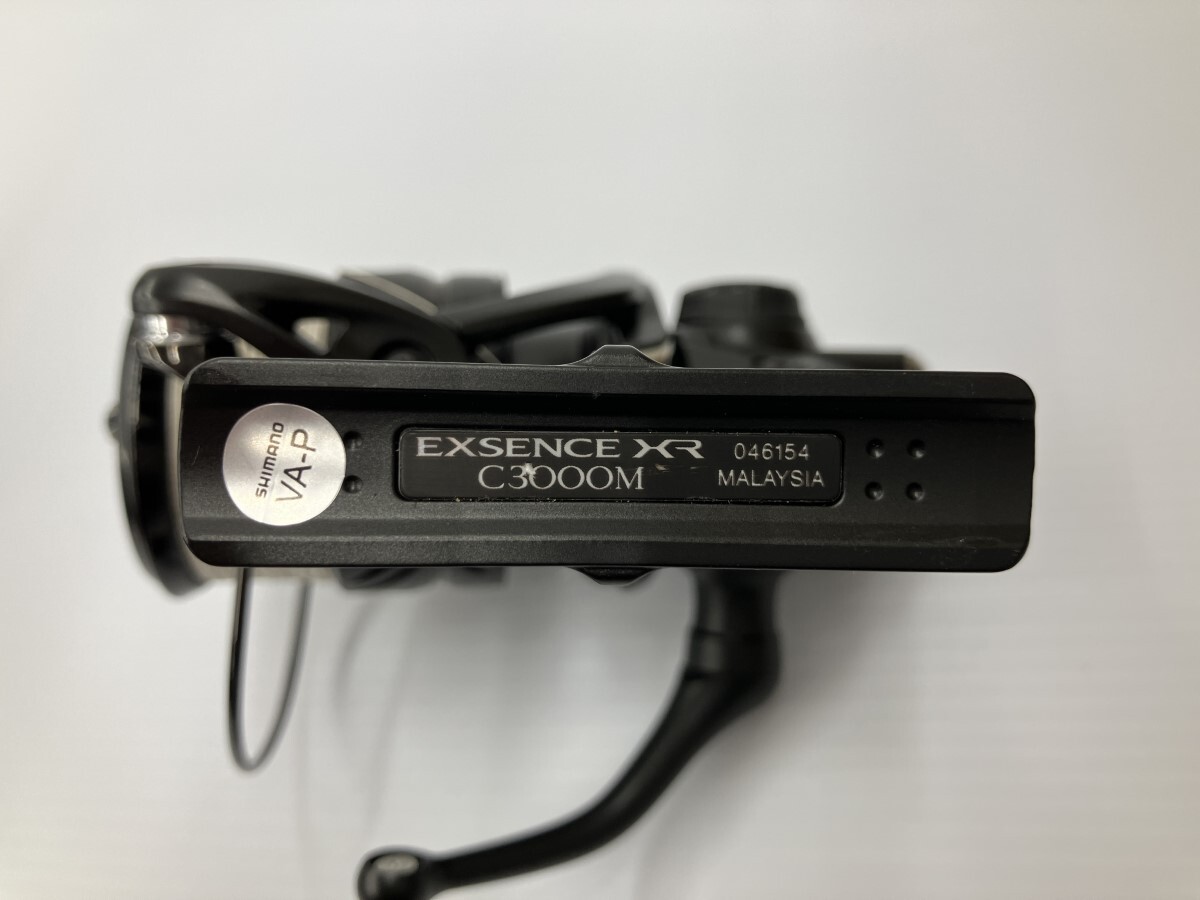 SHIMANO
VA-P
EXSENCE XR
C3000M
046154
MALAYSIA